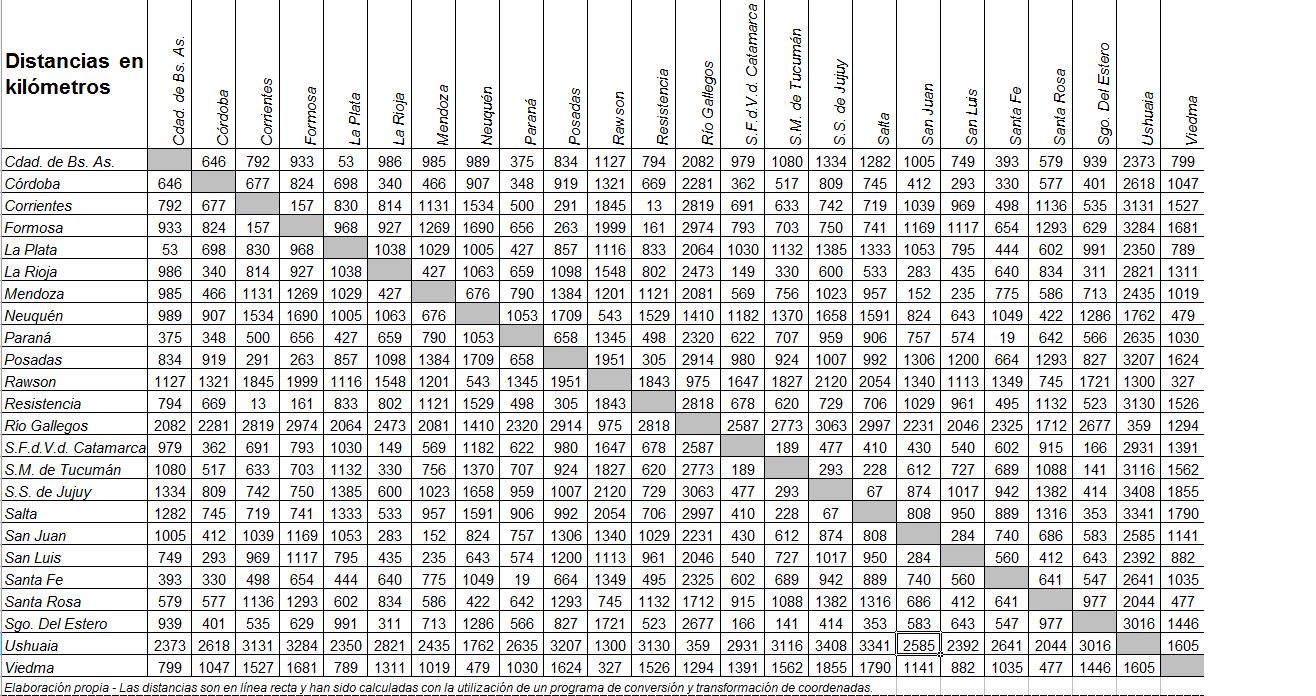 Distancias en
kilómetros
Cdad. de Bs. As. Córdoba Corrientes Formosa La Plata La Rioja Mendoza Neuquén Paraná Posadas Rawson Resistencia Río Gallegos S.F.d.V.d. Catamarca S.M. de Tucumán S.S. de Jujuy Salta San Juan San Luis Santa Fe Santa Rosa Sgo. Del Estero Ushuaia Viedma
Cdad. de Bs. As. 646 792 933 53 986 985 989 375 834 1127 794 2082 979 1080 1334 1282 1005 749 393 579 939 2373 799
Córdoba 646 677 824 698 340 466 907 348 919 1321 669 2281 362 517 809 745 412 293 330 577 401 2618 1047
Corrientes 792 677 157 830 814 1131 1534 500 291 1845 13 2819 691 633 742 719 1039 969 498 1136 535 3131 1527
Formosa 933 824 157 968 927 1269 1690 656 263 1999 161 2974 793 703 750 741 1169 1117 654 1293 629 3284 1681
La Plata 53 698 830 968 1038 1029 1005 427 857 1116 833 2064 1030 1132 1385 1333 1053 795 444 602 991 2350 789
La Rioja 986 340 814 927 1038 427 1063 659 1098 1548 802 2473 149 330 600 533 283 435 640 834 311 2821 1311
Mendoza 985 466 1131 1269 1029 427 676 790 1384 1201 1121 2081 569 756 1023 957 152 235 775 586 713 2435 1019
Neuquén 989 907 1534 1690 1005 1063 676 1053 1709 543 1529 1410 1182 1370 1658 1591 824 643 1049 422 1286 1762 479
Paraná 375 348 500 656 427 659 790 1053 658 1345 498 2320 622 707 959 906 757 574 19 642 566 2635 1030
Posadas 834 919 291 263 857 1098 1384 1709 658 1951 305 2914 980 924 1007 992 1306 1200 664 1293 827 3207 1624
Rawson 1127 1321 1845 1999 1116 1548 1201 543 1345 1951 1843 975 1647 1827 2120 2054 1340 1113 1349 745 1721 1300 327
Resistencia 794 669 13 161 833 802 1121 1529 498 305 1843 2818 678 620 729 706 1029 961 495 1132 523 3130 1526
Río Gallegos 2082 2281 2819 2974 2064 2473 2081 1410 2320 2914 975 2818 2587 2773 3063 2997 2231 2046 2325 1712 2677 359 1294
S.F.d.V.d. Catamarca 979 362 691 793 1030 149 569 1182 622 980 1647 678 2587 189 477 410 430 540 602 915 166 2931 1391
S.M. de Tucumán 1080 517 633 703 1132 330 756 1370 707 924 1827 620 2773 189 293 228 612 727 689 1088 141 3116 1562
S.S. de Jujuy 1334 809 742 750 1385 600 1023 1658 959 1007 2120 729 3063 477 293 67 874 1017 942 1382 414 3408 1855
Salta 1282 745 719 741 1333 533 957 1591 906 992 2054 706 2997 410 228 67 808 950 889 1316 353 3341 1790
San Juan 1005 412 1039 1169 1053 283 152 824 757 1306 1340 1029 2231 430 612 874 808 284 740 686 583 2585 1141
San Luis 749 293 969 1117 795 435 235 643 574 1200 1113 961 2046 540 727 1017 950 284 560 412 643 2392 882
Santa Fe 393 330 498 654 444 640 775 1049 19 664 1349 495 2325 602 689 942 889 740 560 641 547 2641 1035
Santa Rosa 579 577 1136 1293 602 834 586 422 642 1293 745 1132 1712 915 1088 1382 1316 686 412 641 977 2044 477
Sgo. Del Estero 939 401 535 629 991 311 713 1286 566 827 1721 523 2677 166 141 414 353 583 643 547 977 3016 1446
Ushuaia 2373 2618 3131 3284 2350 2821 2435 1762 2635 3207 1300 3130 359 2931 3116 3408 3341 2585 2392 2641 2044 3016 1605
Viedma 799 1047 1527 1681 789 1311 1019 479 1030 1624 327 1526 1294 1391 1562 1855 1790 1141 882 1035 477 1446 1605
Elaboración propia - Las distancias son en línea recta y han sido calculadas con la utilización de un programa de conversión y transformación de coordenadas.